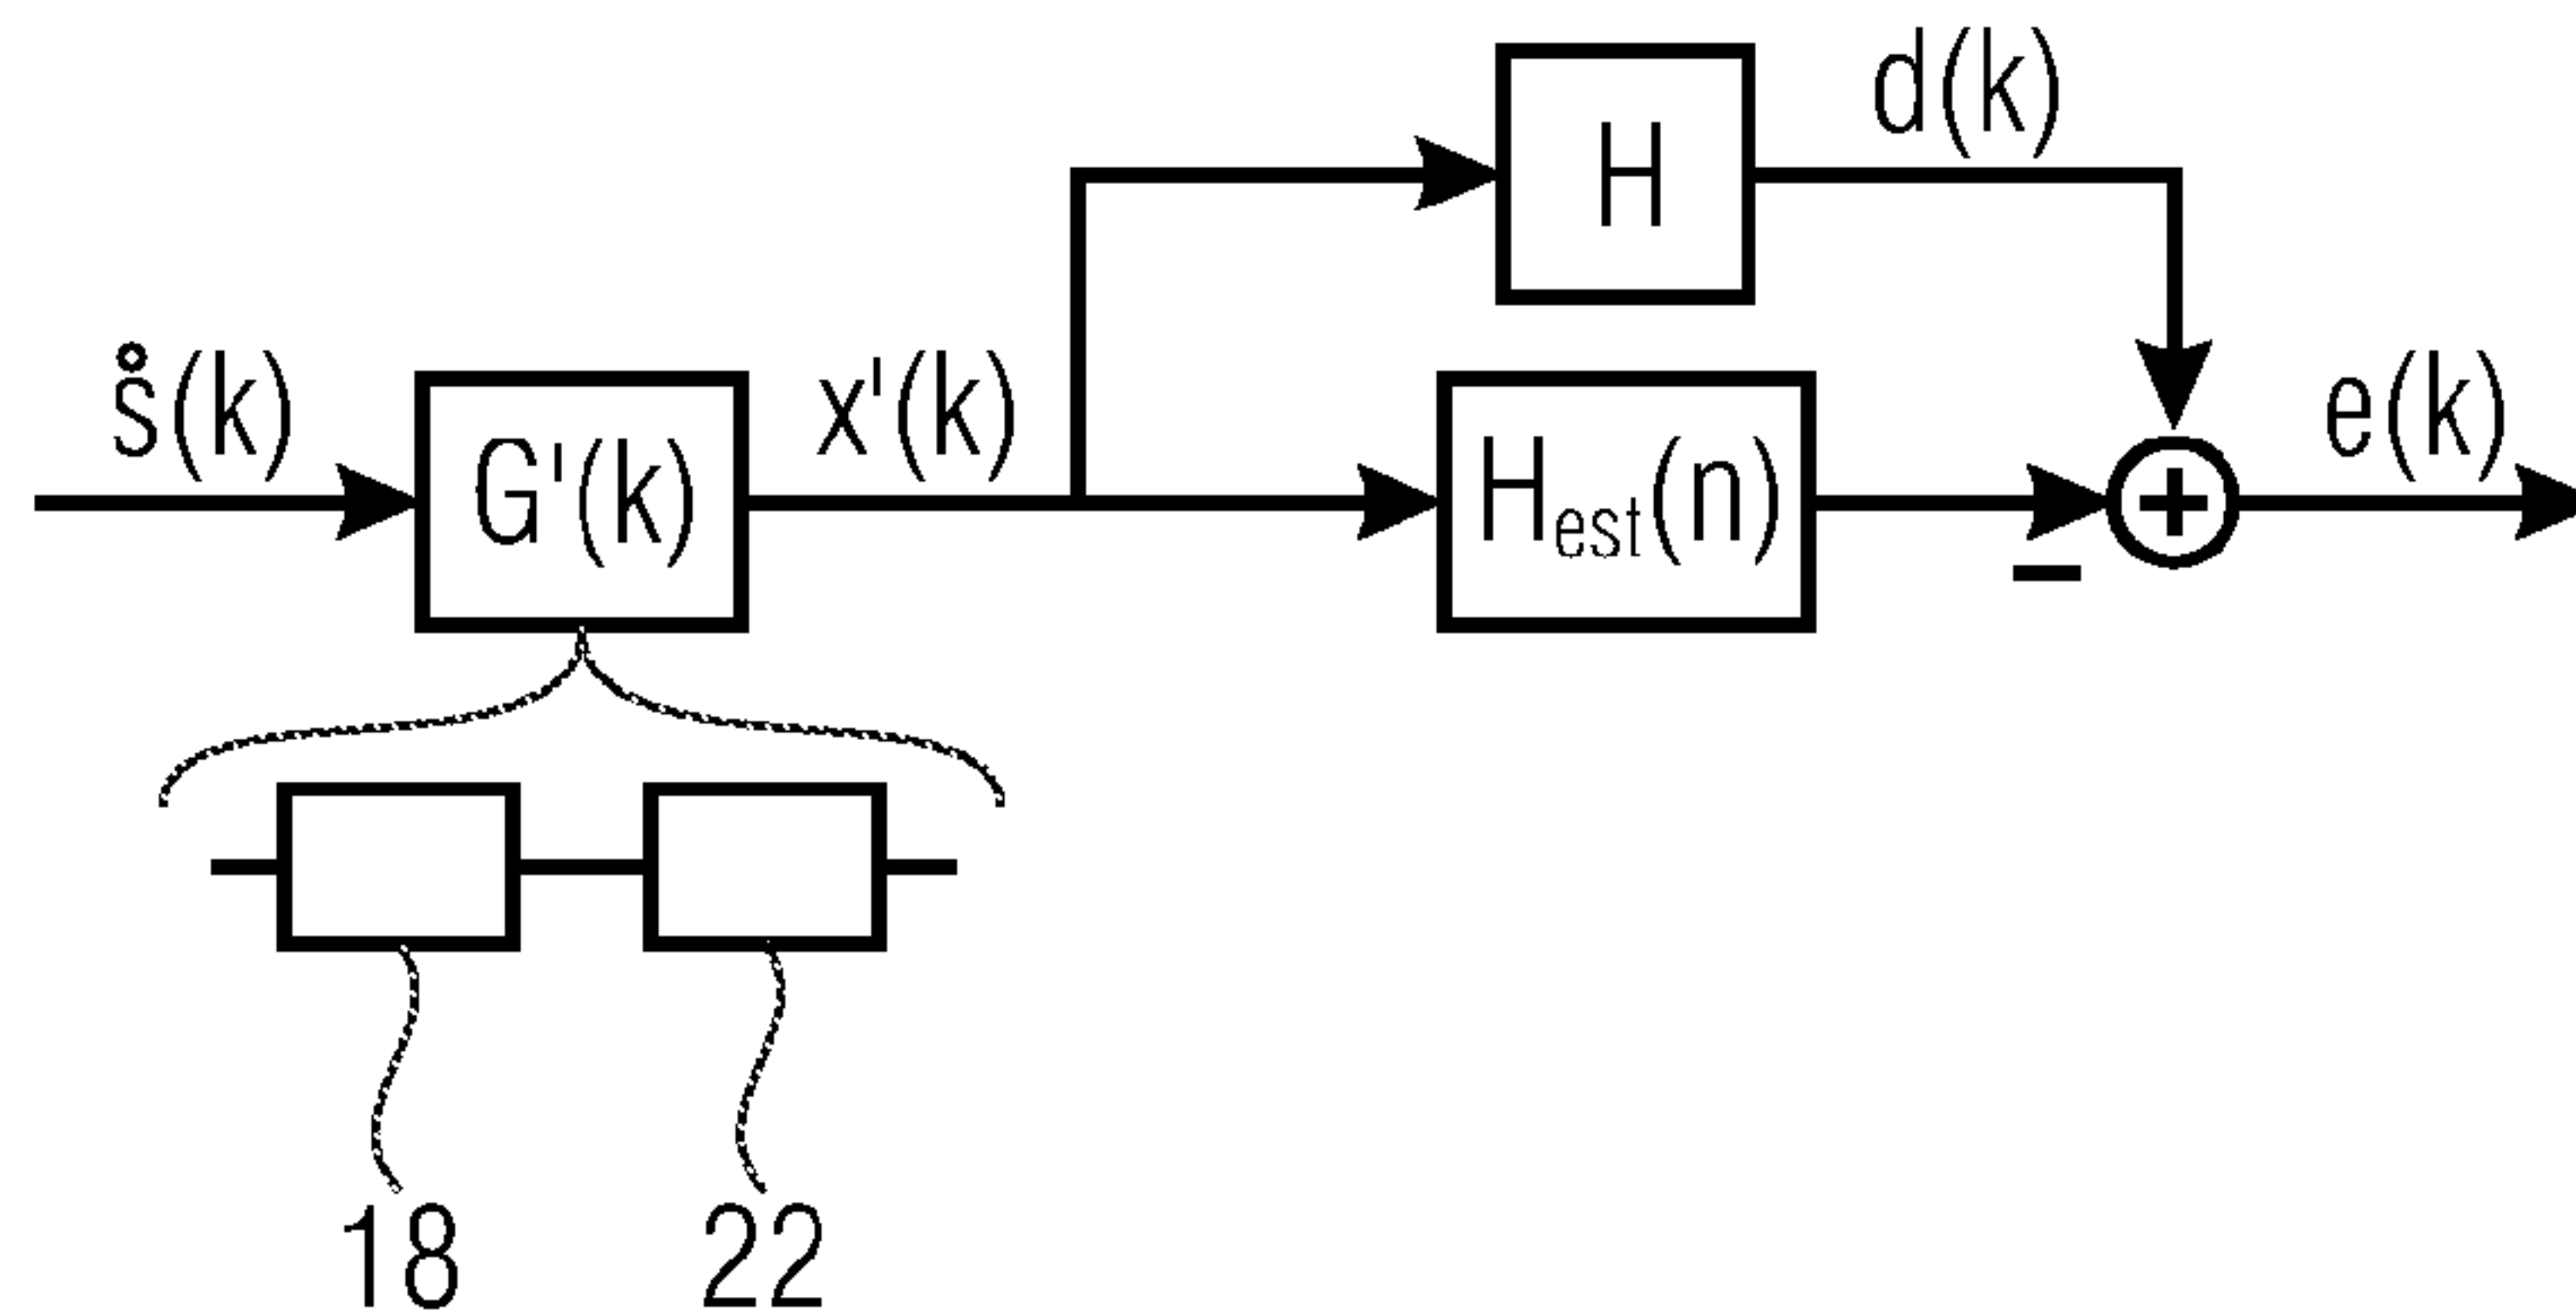 H
d(k)
s̊(k)
G'(k)
x'(k)
Hest(n)
+
−
e(k)
18
22